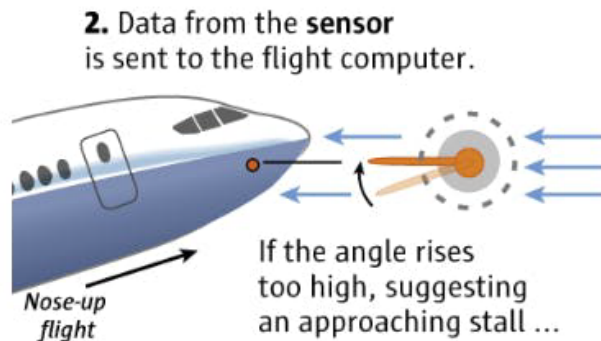 2. Data from the sensor
is sent to the flight computer.
Nose-up
flight
If the angle rises
too high, suggesting
an approaching stall ...